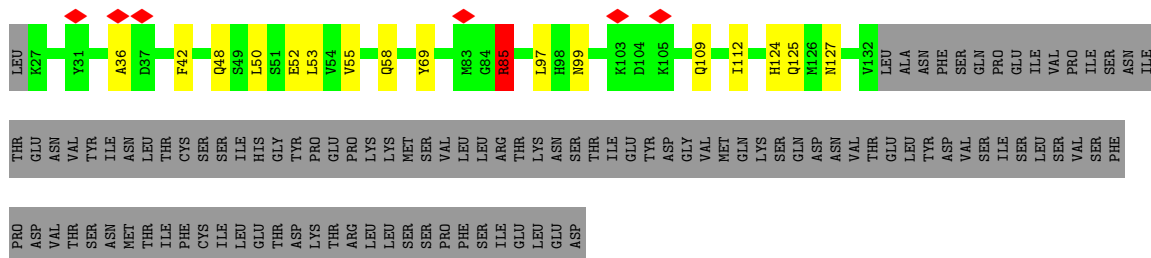 LEU K27 Y31 A36 D37 F42 Q48 S49 L50 S51 E52 L53 V54 V55 Q58 Y69 M83 G84 R85 L97 H98 N99 K103 D104 K105 Q109 I112 H124 Q125 M126 N127 V132 LEU ALA ASN PHE SER GLN PRO GLU ILE VAL PRO ILE SER ASN ILE
THR GLU ASN VAL TYR ILE ASN LEU THR CYS SER SER ILE HIS GLY TYR PRO GLU PRO LYS LYS MET SER VAL LEU LEU ARG THR LYS ASN SER THR ILE GLU TYR ASP GLY VAL MET GLN LYS SER GLN ASP ASN VAL THR GLU LEU TYR ASP VAL SER ILE SER LEU SER VAL SER PHE
PRO ASP VAL THR SER ASN MET THR ILE PHE CYS ILE LEU GLU THR ASP LYS THR ARG LEU LEU SER SER PRO PHE SER ILE GLU LEU GLU ASP